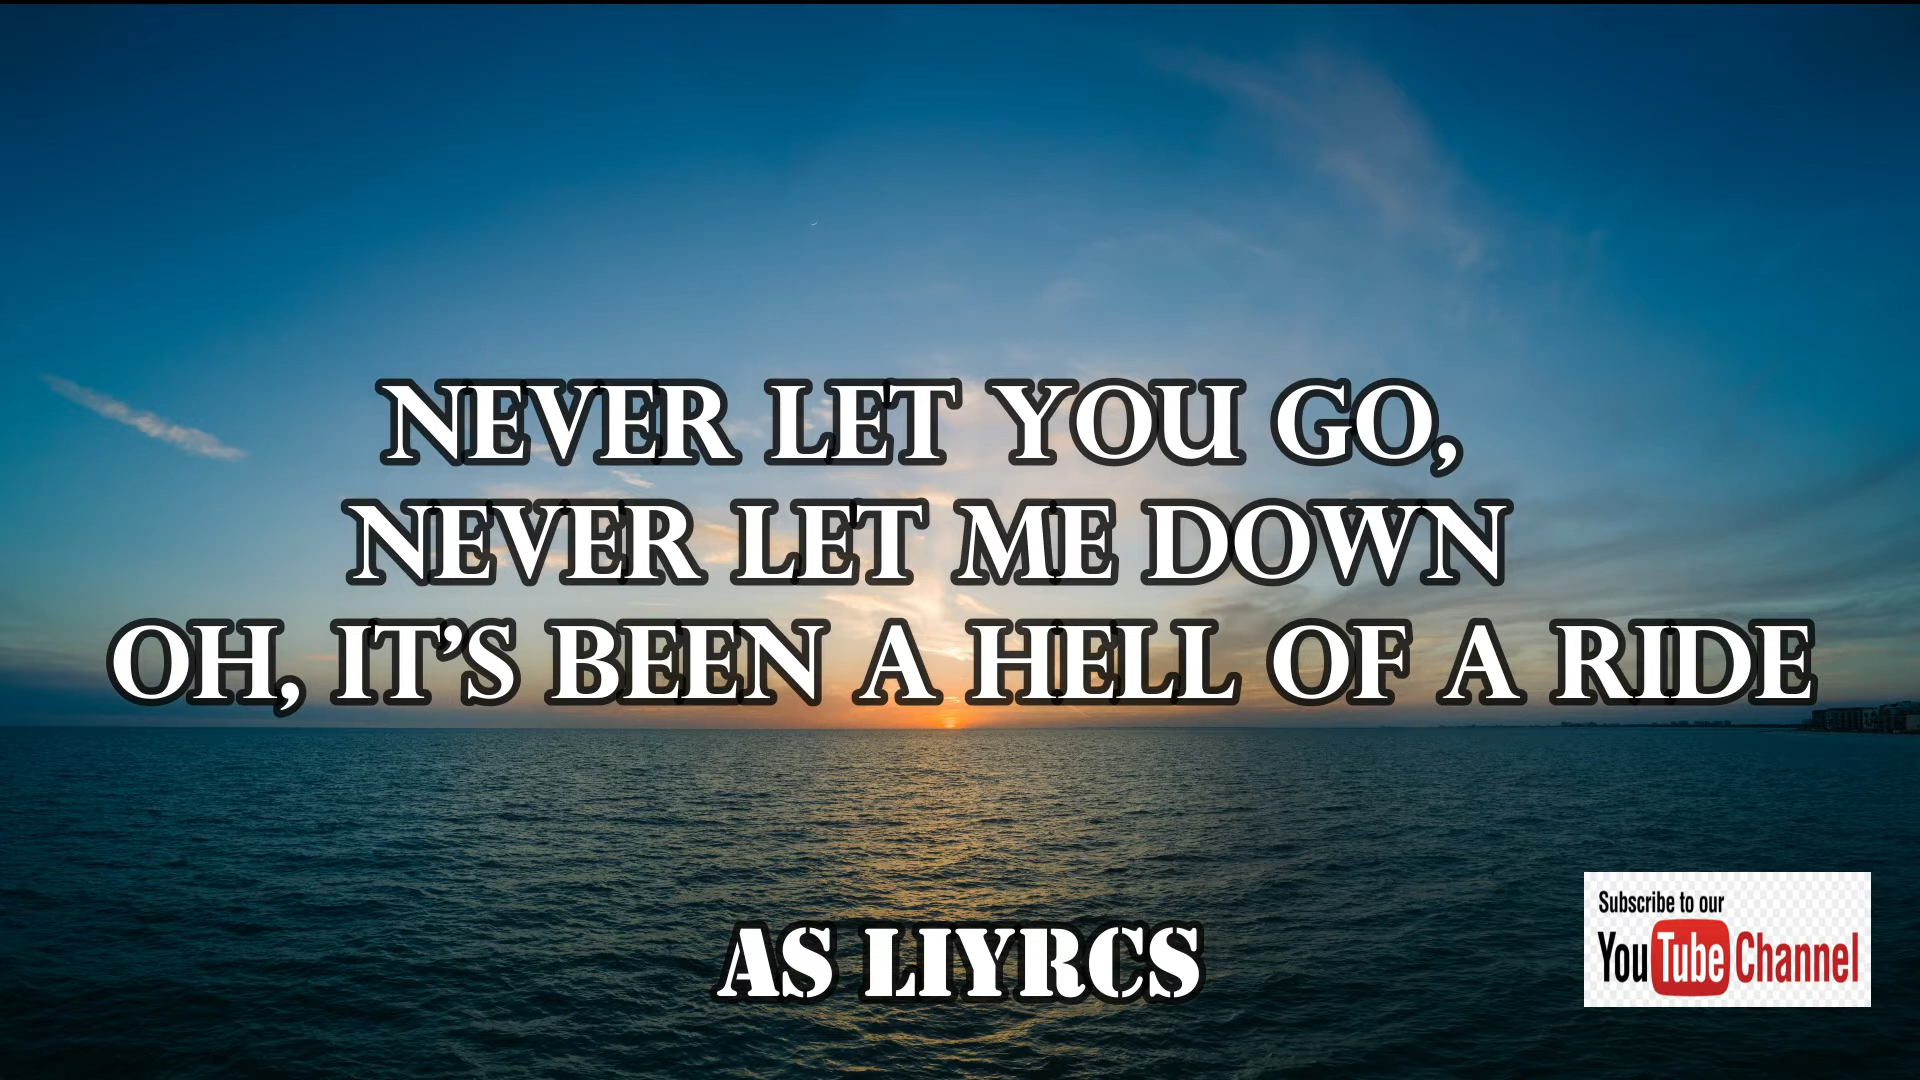 NEVER LET YOU GO,
NEVER LET ME DOWN
OH, IT’S BEEN A HELL OF A RIDE
AS LIYRCS
Subscribe to our
YouTube Channel